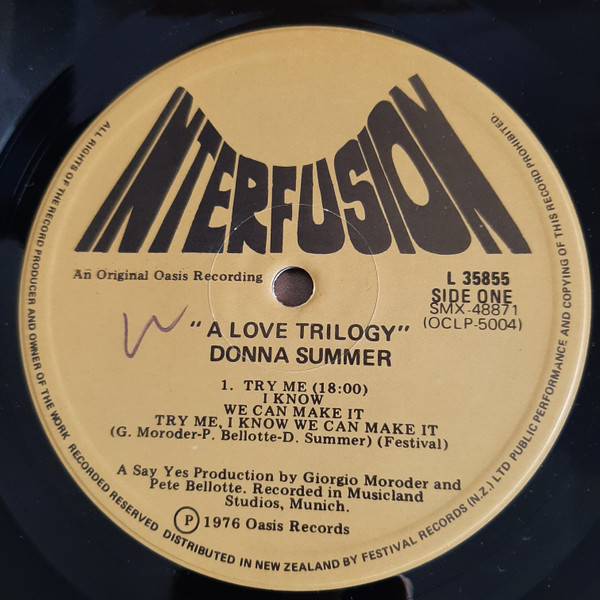 INTERFUSION
An Original Oasis Recording
L 35855
SIDE ONE
SMX-48871
(OCLP-5004)
"A LOVE TRILOGY"
DONNA SUMMER
1. TRY ME (18:00)
I KNOW
WE CAN MAKE IT
TRY ME, I KNOW WE CAN MAKE IT
(G. Moroder-P. Bellotte-D. Summer) (Festival)
A Say Yes Production by Giorgio Moroder and
Pete Bellotte. Recorded in Musicland
Studios, Munich.
Ⓟ 1976 Oasis Records
ALL RIGHTS OF THE RECORD PRODUCER AND OWNER OF THE WORK RECORDED RESERVED DISTRIBUTED IN NEW ZEALAND BY FESTIVAL RECORDS (N.Z.) LTD PUBLIC PERFORMANCE AND COPYING OF THIS RECORD PROHIBITED.